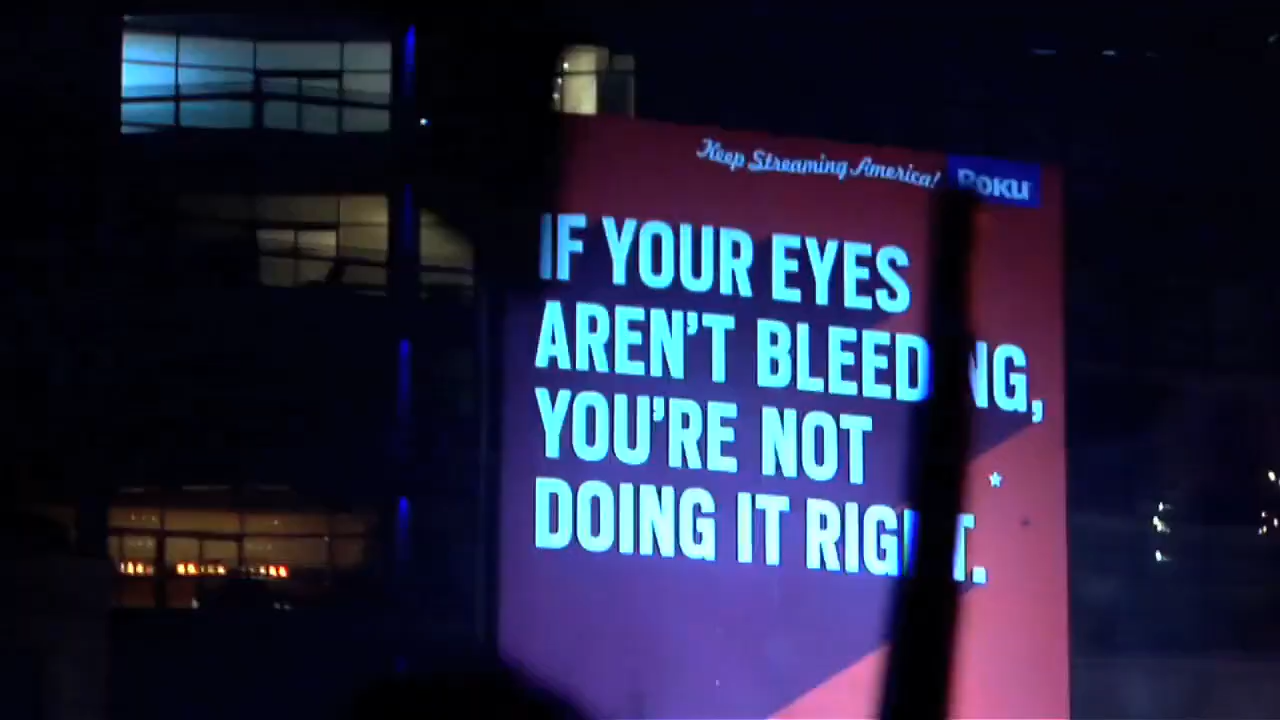 Keep Streaming America! ROKU
IF YOUR EYES
AREN'T BLEEDING,
YOU'RE NOT
DOING IT RIGHT.